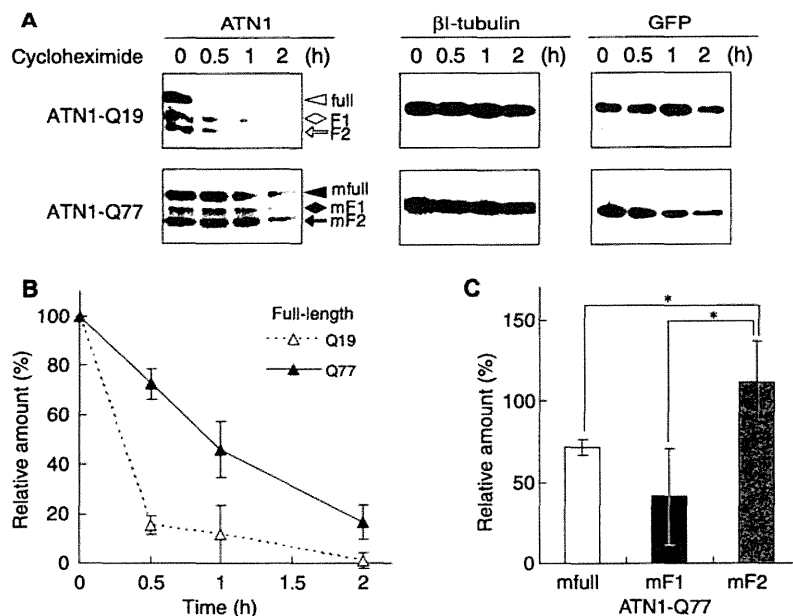 A
ATN1
βI-tubulin
GFP
Cycloheximide
0 0.5 1 2 (h)
0 0.5 1 2 (h)
0 0.5 1 2 (h)
ATN1-Q19
full
F1
F2
ATN1-Q77
mfull
mF1
mF2
B
Relative amount (%)
100
80
60
40
20
0
Full-length
Q19
Q77
0 0.5 1 1.5 2
Time (h)
C
Relative amount (%)
150
100
50
0
*
*
mfull mF1 mF2
ATN1-Q77